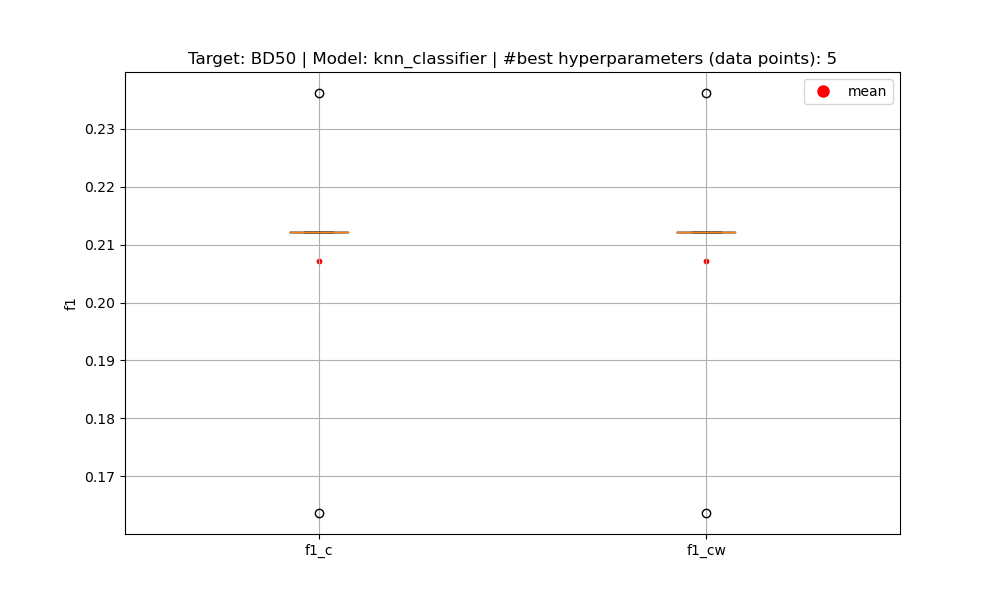 Target: BD50 | Model: knn_classifier | #best hyperparameters (data points): 5
mean
0.23
0.22
0.21
0.20
0.19
0.18
0.17
f1
f1_c
f1_cw